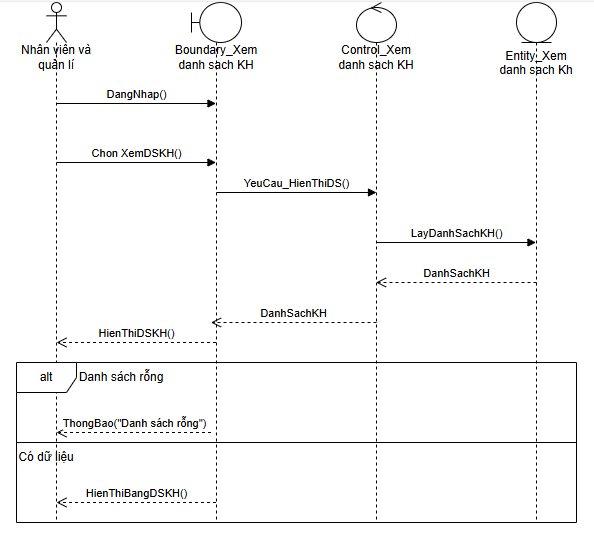 Nhân viên và
quản lí
Boundary_Xem
danh sach KH
Control_Xem
danh sách KH
Entity_Xem
danh sách Kh
DangNhap()
Chon XemDSKH()
YeuCau_HienThiDS()
LayDanhSachKH()
DanhSachKH
DanhSachKH
HienThiDSKH()
alt
Danh sách rỗng
ThongBao("Danh sách rỗng")
Có dữ liệu
HienThiBangDSKH()